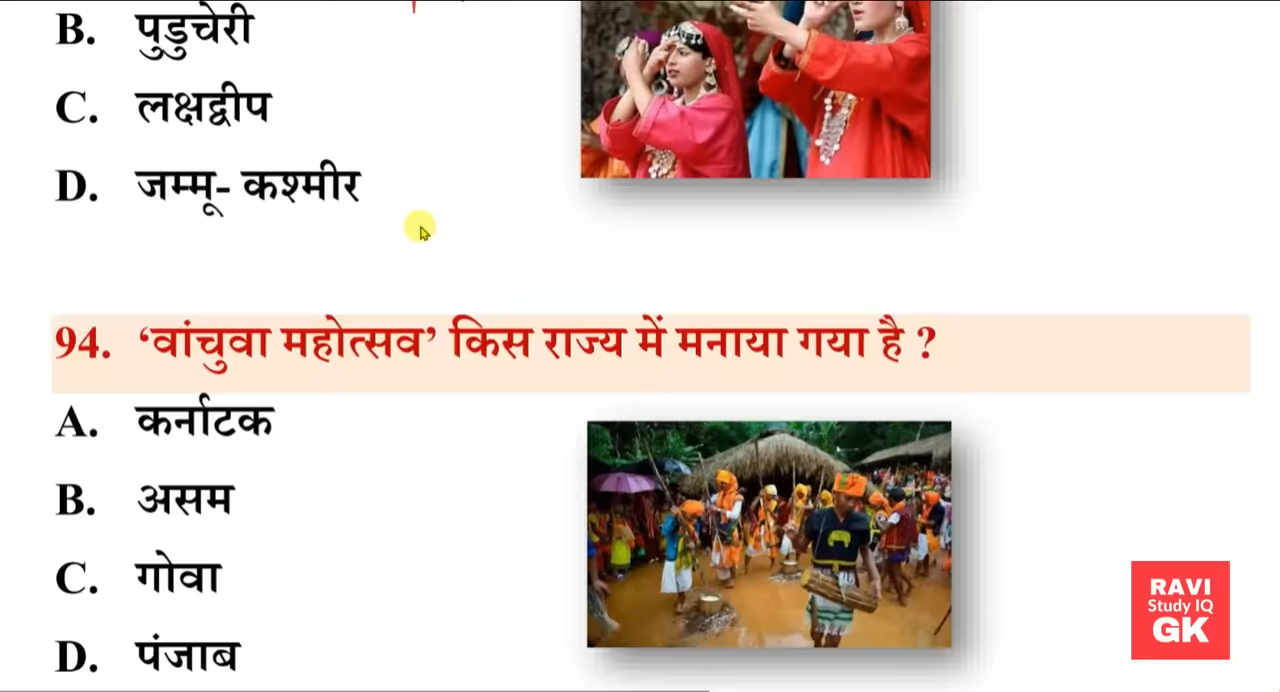 B. पुडुचेरी
C. लक्षद्वीप
D. जम्मू- कश्मीर
94. ‘वांचुवा महोत्सव’ किस राज्य में मनाया गया है ?
A. कर्नाटक
B. असम
C. गोवा
D. पंजाब
RAVI
Study IQ
GK